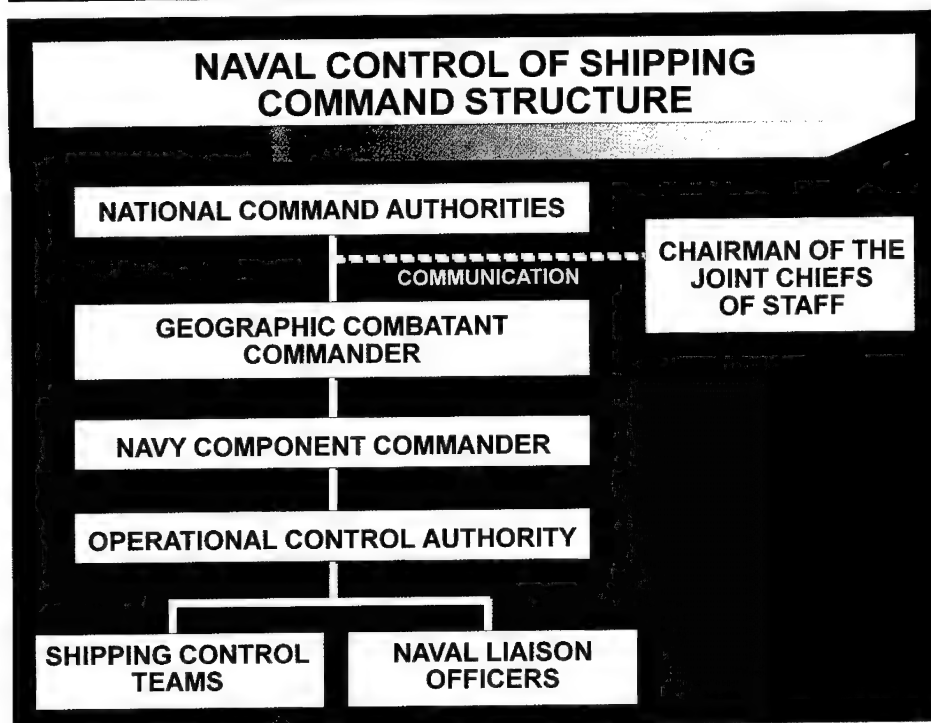 NAVAL CONTROL OF SHIPPING
COMMAND STRUCTURE
NATIONAL COMMAND AUTHORITIES
COMMUNICATION
CHAIRMAN OF THE
JOINT CHIEFS
OF STAFF
GEOGRAPHIC COMBATANT
COMMANDER
NAVY COMPONENT COMMANDER
OPERATIONAL CONTROL AUTHORITY
SHIPPING CONTROL
TEAMS
NAVAL LIAISON
OFFICERS